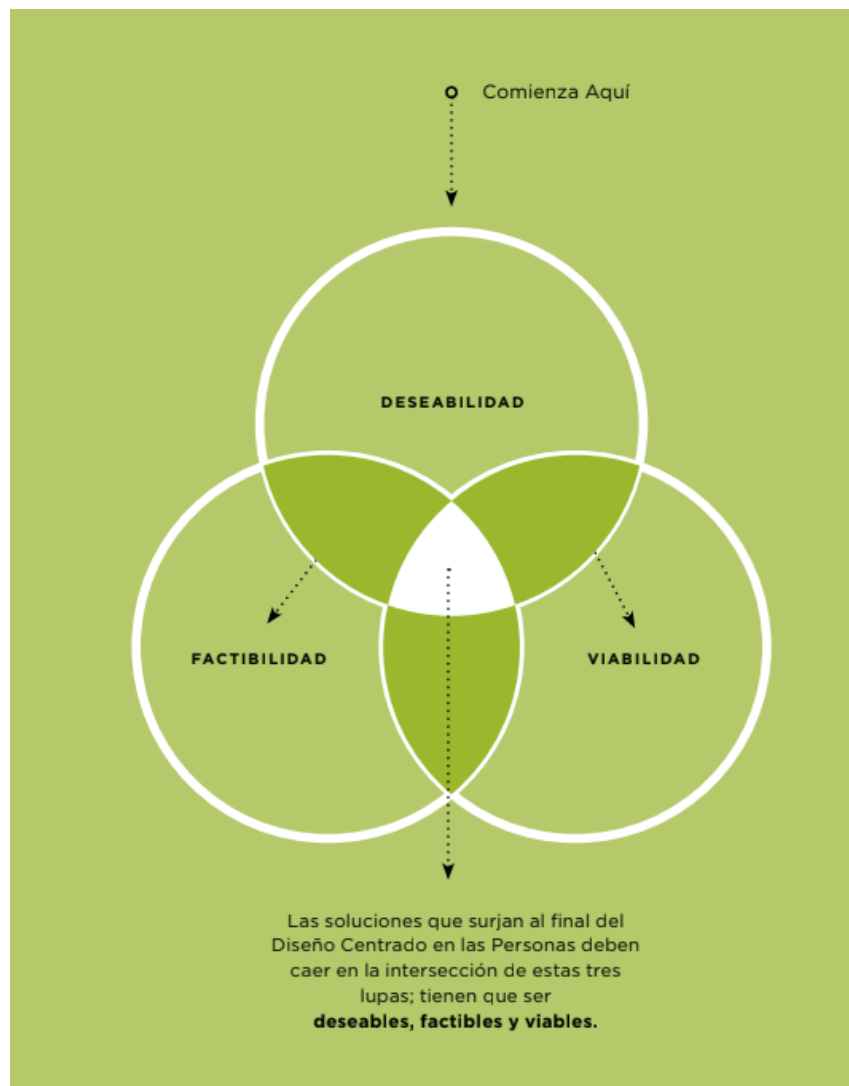 Comienza Aquí
DESEABILIDAD
FACTIBILIDAD
VIABILIDAD
Las soluciones que surjan al final del
Diseño Centrado en las Personas deben
caer en la intersección de estas tres
lupas; tienen que ser
deseables, factibles y viables.